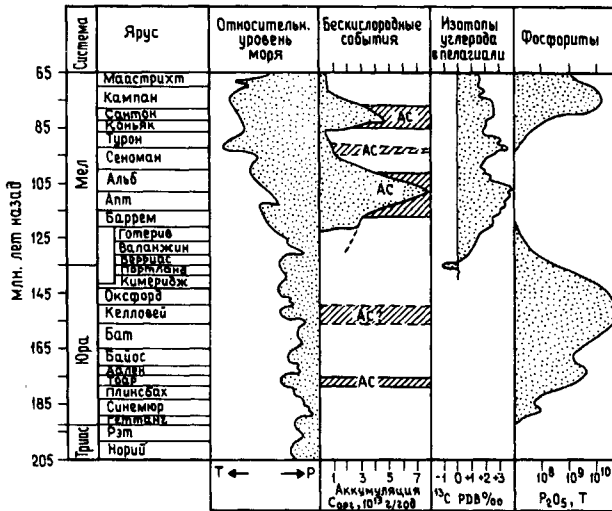 Система
Ярус
Относительн.
уровень
моря
Бескислородные
события
Изотопы
углерода
в пелагиали
Фосфориты
млн. лет назад
65
85
105
125
145
165
185
205
Мел
Юра
Триас
Маастрихт
Кампан
Сантон
Коньяк
Турон
Сеноман
Альб
Апт
Баррем
Готерив
Валанжин
Берриас
Портланд
Кимеридж
Оксфорд
Келловей
Бат
Байос
Аален
Тоар
Плинсбах
Синемюр
Геттанг
Рэт
Норий
АС
АС
АС
АС?
АС
Т
Р
1 3 5 7
Аккумуляция
Сорг, 10¹³ г/год
-1 0 +1 +2 +3
¹³С PDB‰
10⁸ 10⁹ 10¹⁰
P₂O₅, Т